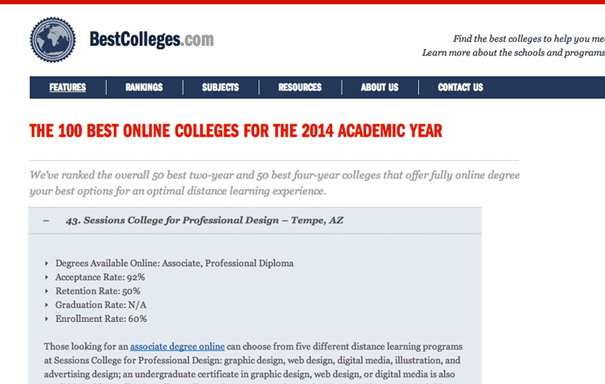 BestColleges.com
Find the best colleges to help you
Learn more about the schools and programs
FEATURES RANKINGS SUBJECTS RESOURCES ABOUT US CONTACT US
THE 100 BEST ONLINE COLLEGES FOR THE 2014 ACADEMIC YEAR
We've ranked the overall 50 best two-year and 50 best four-year colleges that offer fully online degree
your best options for an optimal distance learning experience.
– 43. Sessions College for Professional Design – Tempe, AZ
Degrees Available Online: Associate, Professional Diploma
Acceptance Rate: 92%
Retention Rate: 50%
Graduation Rate: N/A
Enrollment Rate: 60%
Those looking for an associate degree online can choose from five different distance learning programs
at Sessions College for Professional Design: graphic design, web design, digital media, illustration, and
advertising design; an undergraduate certificate in graphic design, web design, or digital media is also